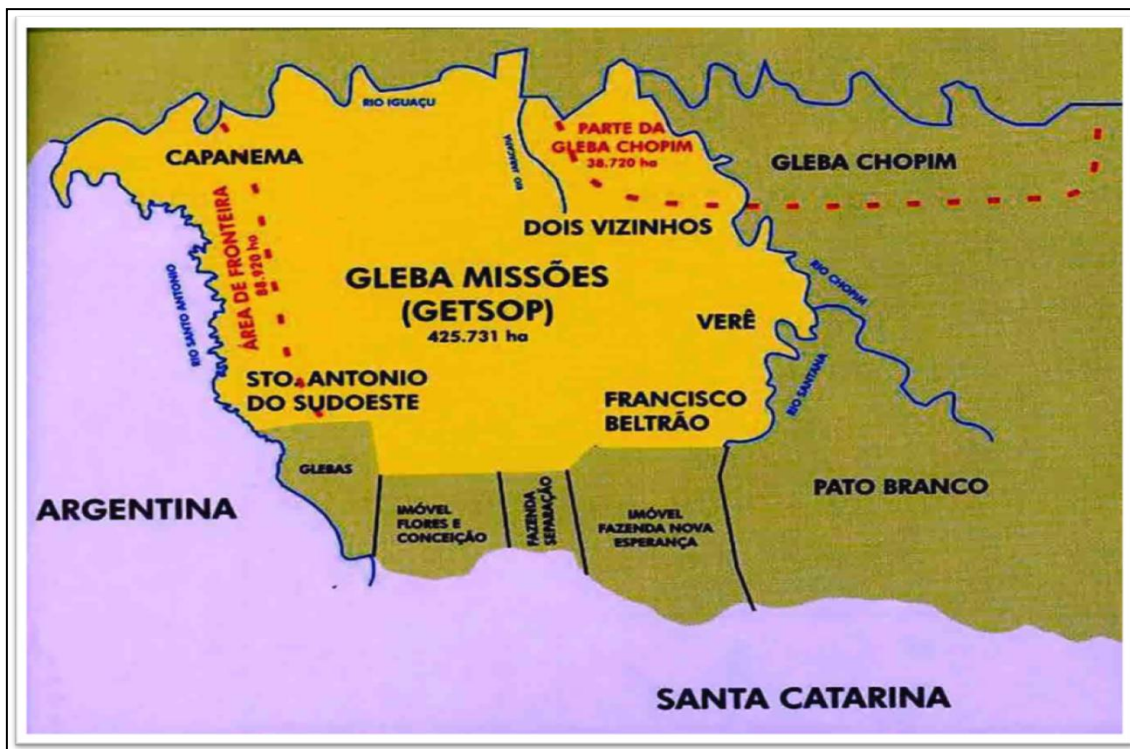 RIO IGUAÇU
CAPANEMA
PARTE DA
GLEBA CHOPIM
38.720 ha
GLEBA CHOPIM
RIO JARACATIA
DOIS VIZINHOS
ÁREA DE FRONTEIRA
88.920 ha
RIO SANTO ANTONIO
GLEBA MISSÕES
(GETSOP)
425.731 ha
RIO CHOPIM
VERÊ
RIO SANTANA
STO. ANTONIO
DO SUDOESTE
FRANCISCO
BELTRÃO
GLEBAS
ARGENTINA
IMÓVEL
FLORES E
CONCEIÇÃO
FAZENDA
SEPARAÇÃO
IMÓVEL
FAZENDA NOVA
ESPERANÇA
PATO BRANCO
SANTA CATARINA